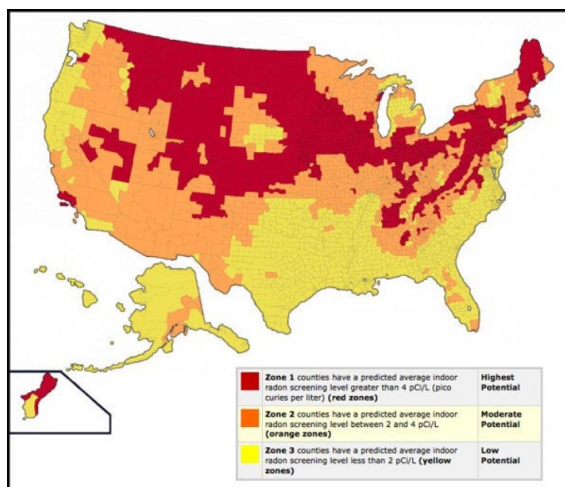 Zone 1 counties have a predicted average indoor
radon screening level greater than 4 pCi/L (pico
curies per liter) (red zones)
Highest
Potential
Zone 2 counties have a predicted average indoor
radon screening level between 2 and 4 pCi/L
(orange zones)
Moderate
Potential
Zone 3 counties have a predicted average indoor
radon screening level less than 2 pCi/L (yellow
zones)
Low
Potential